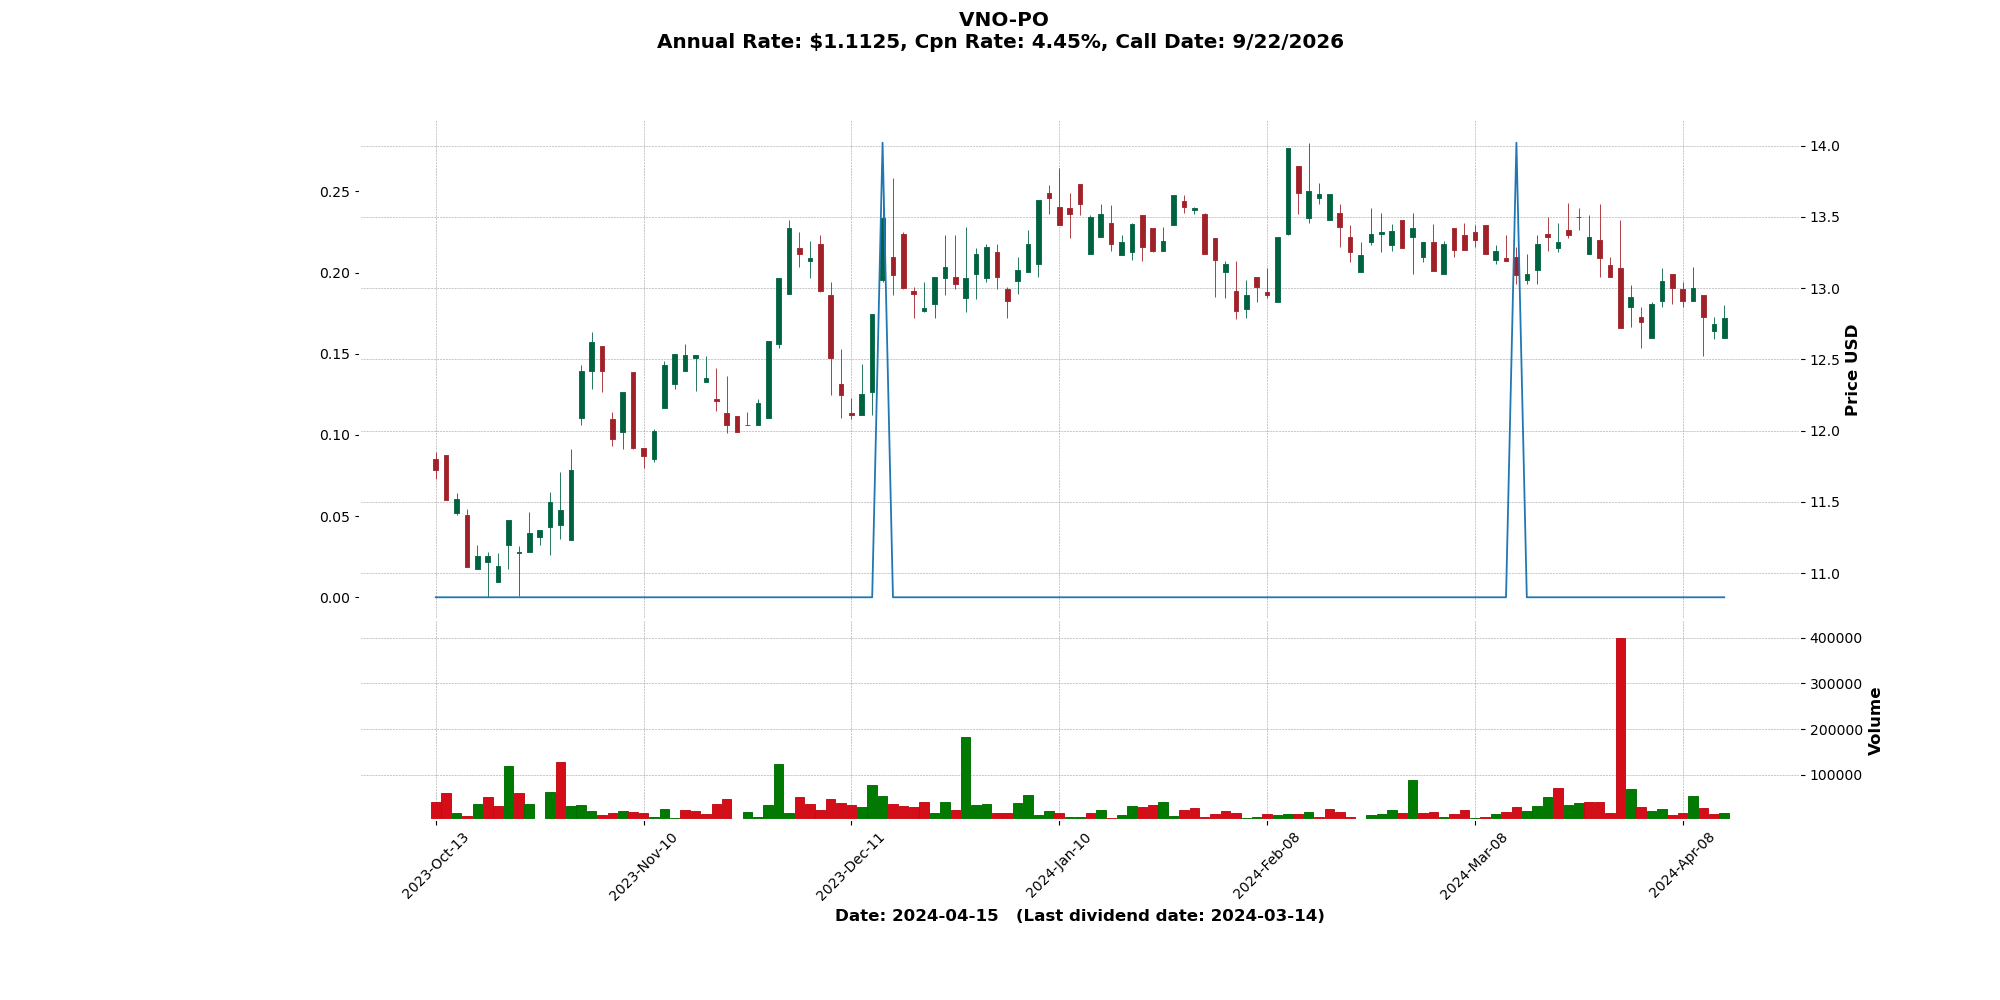 VNO-PO
Annual Rate: $1.1125, Cpn Rate: 4.45%, Call Date: 9/22/2026
0.25
0.20
0.15
0.10
0.05
0.00
14.0
13.5
13.0
12.5
12.0
11.5
11.0
Price USD
400000
300000
200000
100000
Volume
2023-Oct-13
2023-Nov-10
2023-Dec-11
2024-Jan-10
2024-Feb-08
2024-Mar-08
2024-Apr-08
Date: 2024-04-15   (Last dividend date: 2024-03-14)